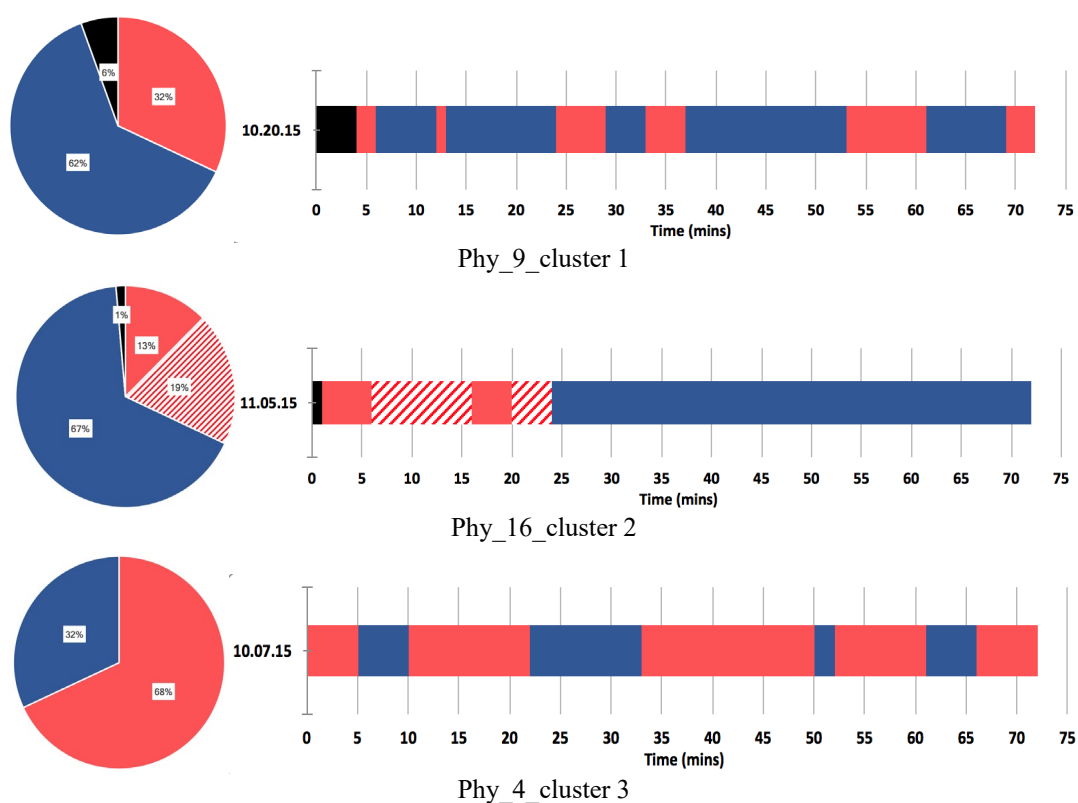 6%
32%
62%
10.20.15
0 5 10 15 20 25 30 35 40 45 50 55 60 65 70 75
Time (mins)
Phy_9_cluster 1
1%
13%
19%
67%
11.05.15
0 5 10 15 20 25 30 35 40 45 50 55 60 65 70 75
Time (mins)
Phy_16_cluster 2
32%
68%
10.07.15
0 5 10 15 20 25 30 35 40 45 50 55 60 65 70 75
Time (mins)
Phy_4_cluster 3